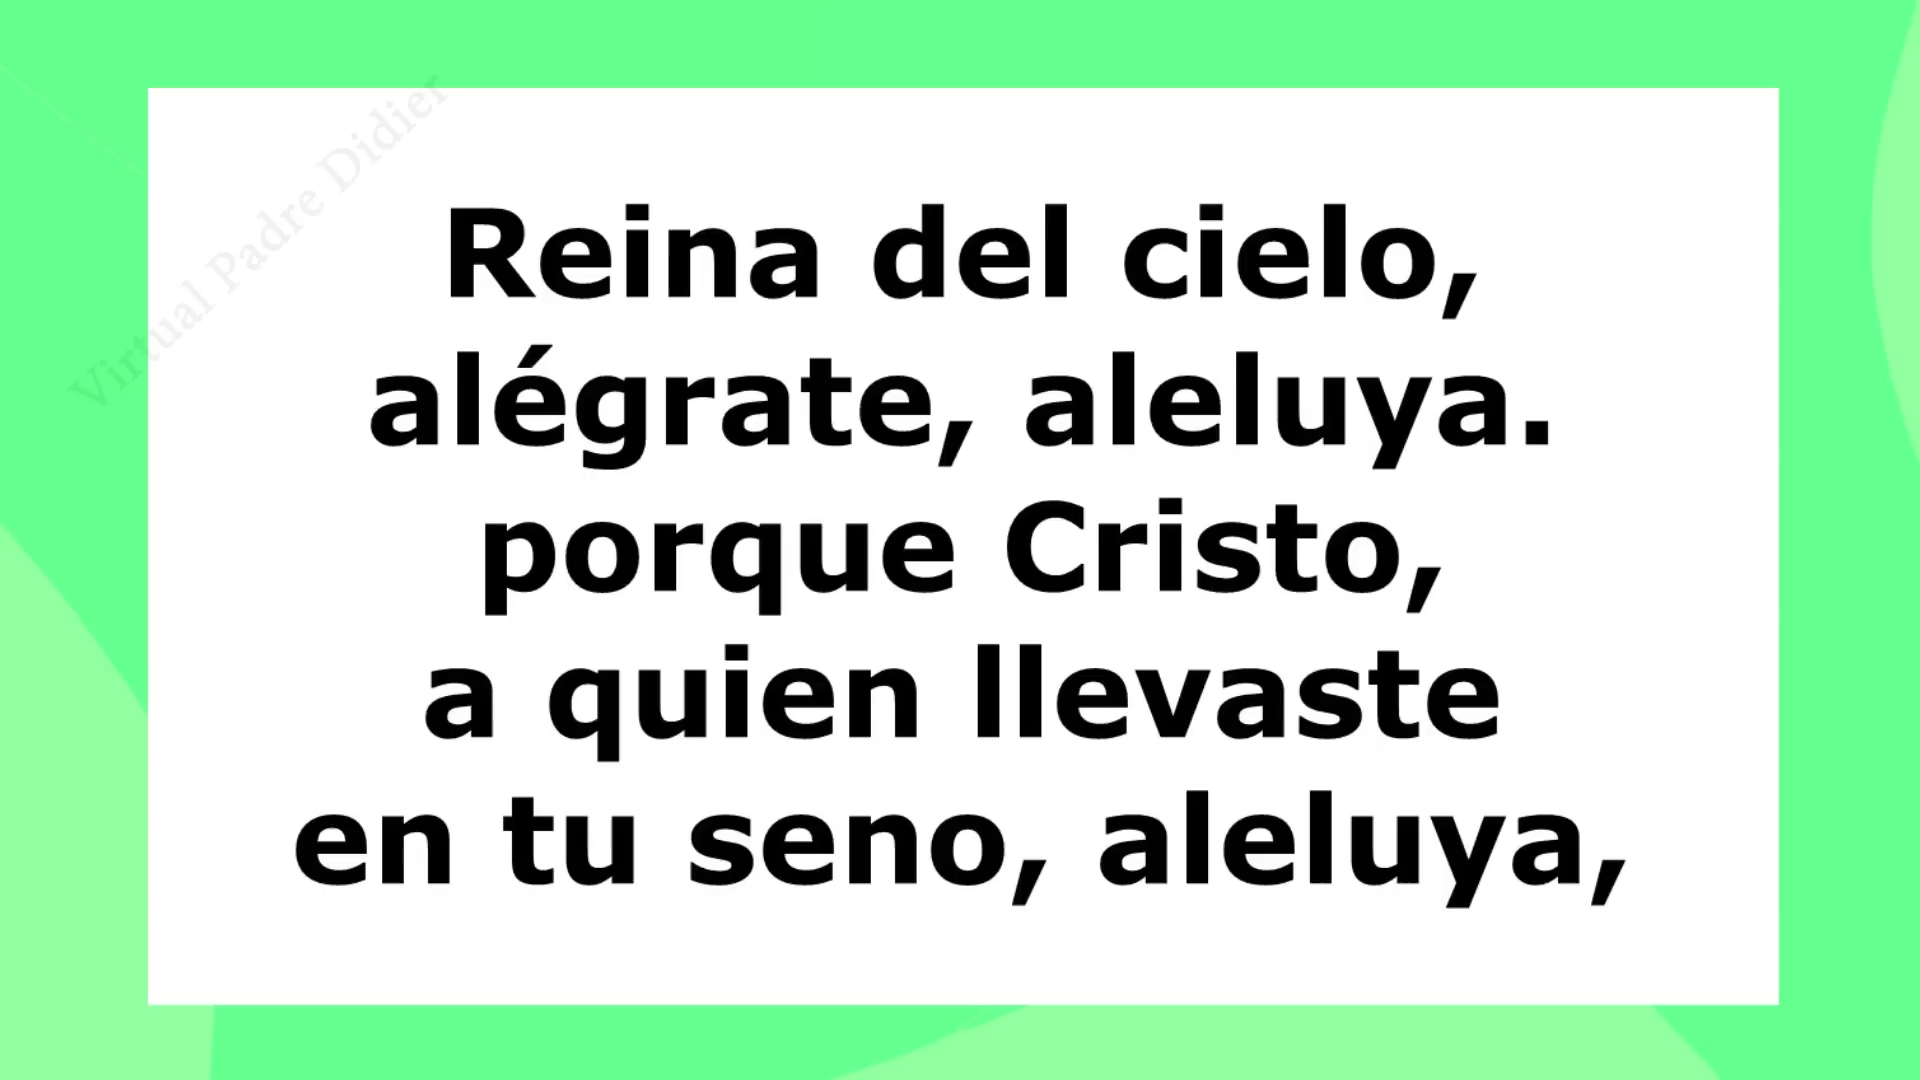 Virtual Padre Didier
Reina del cielo,
alégrate, aleluya.
porque Cristo,
a quien llevaste
en tu seno, aleluya,